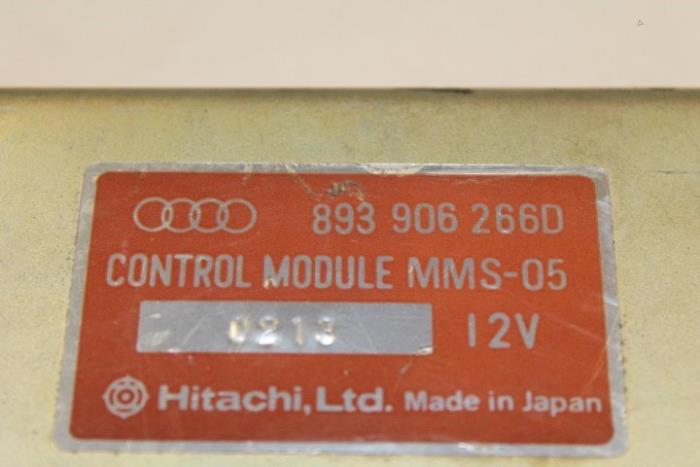 893 906 266D
CONTROL MODULE MMS-05
0213 12V
Hitachi, Ltd. Made in Japan